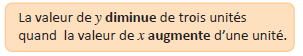 La valeur de y diminue de trois unités
quand la valeur de x augmente d'une unité.